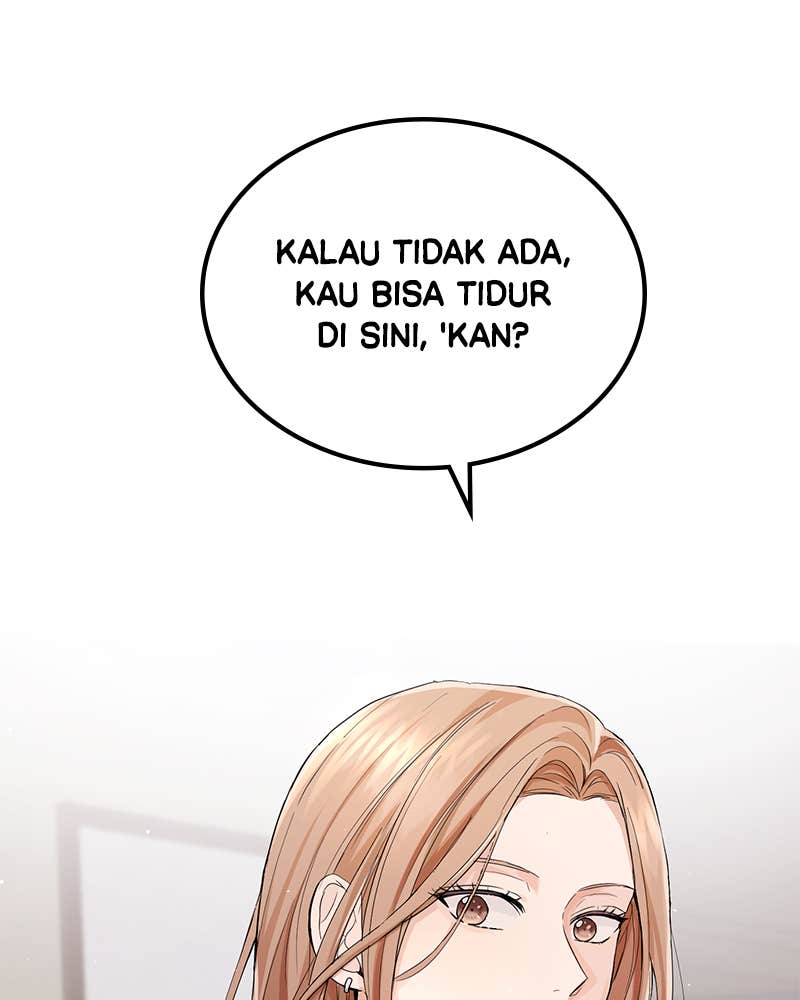 KALAU TIDAK ADA,
KAU BISA TIDUR
DI SINI, 'KAN?